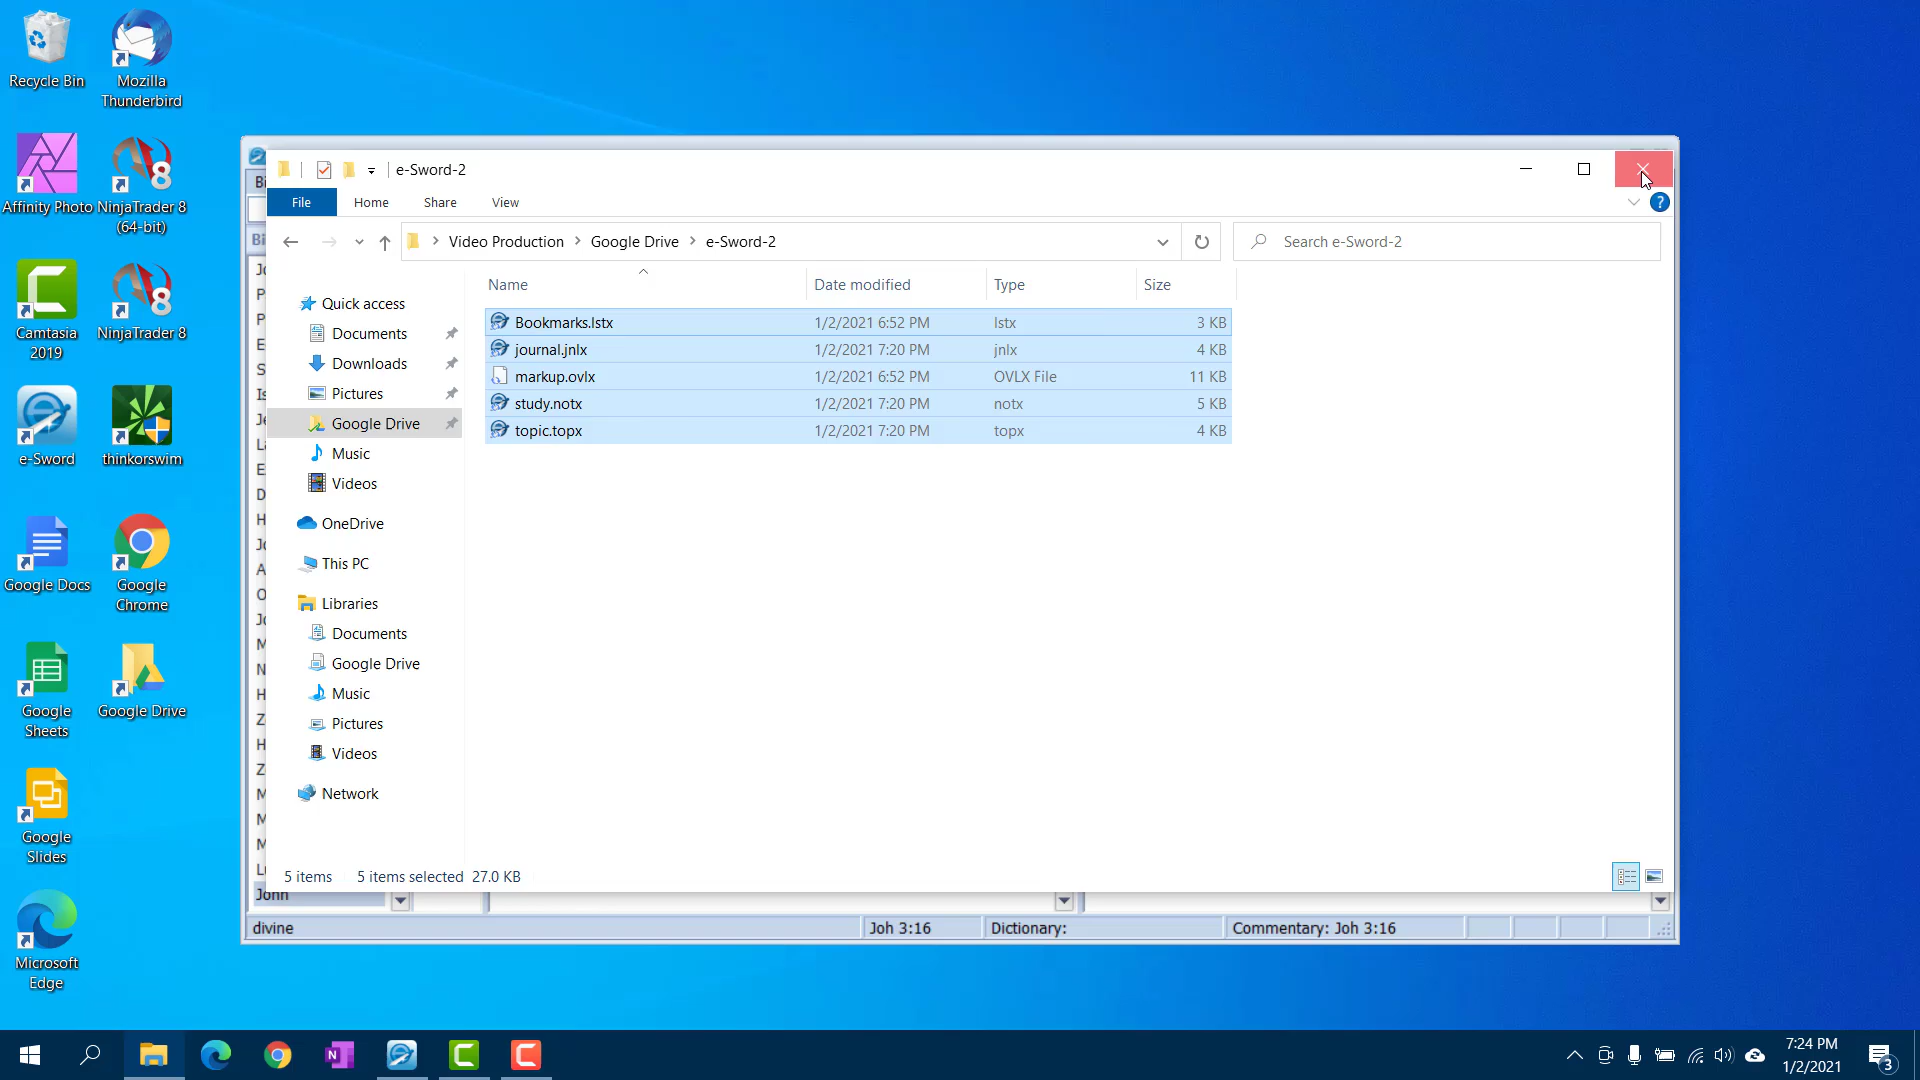 Recycle Bin
Mozilla
Thunderbird
Affinity Photo
NinjaTrader 8
(64-bit)
Camtasia
2019
NinjaTrader 8
e-Sword
thinkorswim
Google Docs
Google
Chrome
Google
Sheets
Google Drive
Google
Slides
Microsoft
Edge
e-Sword-2
File
Home
Share
View
?
Video Production
Google Drive
e-Sword-2
Search e-Sword-2
Name
Date modified
Type
Size
Bookmarks.lstx
1/2/2021 6:52 PM
lstx
3 KB
journal.jnlx
1/2/2021 7:20 PM
jnlx
4 KB
markup.ovlx
1/2/2021 6:52 PM
OVLX File
11 KB
study.notx
1/2/2021 7:20 PM
notx
5 KB
topic.topx
1/2/2021 7:20 PM
topx
4 KB
Quick access
Documents
Downloads
Pictures
Google Drive
Music
Videos
OneDrive
This PC
Libraries
Documents
Google Drive
Music
Pictures
Videos
Network
5 items
5 items selected
27.0 KB
John
divine
Joh 3:16
Dictionary:
Commentary: Joh 3:16
7:24 PM
1/2/2021
3